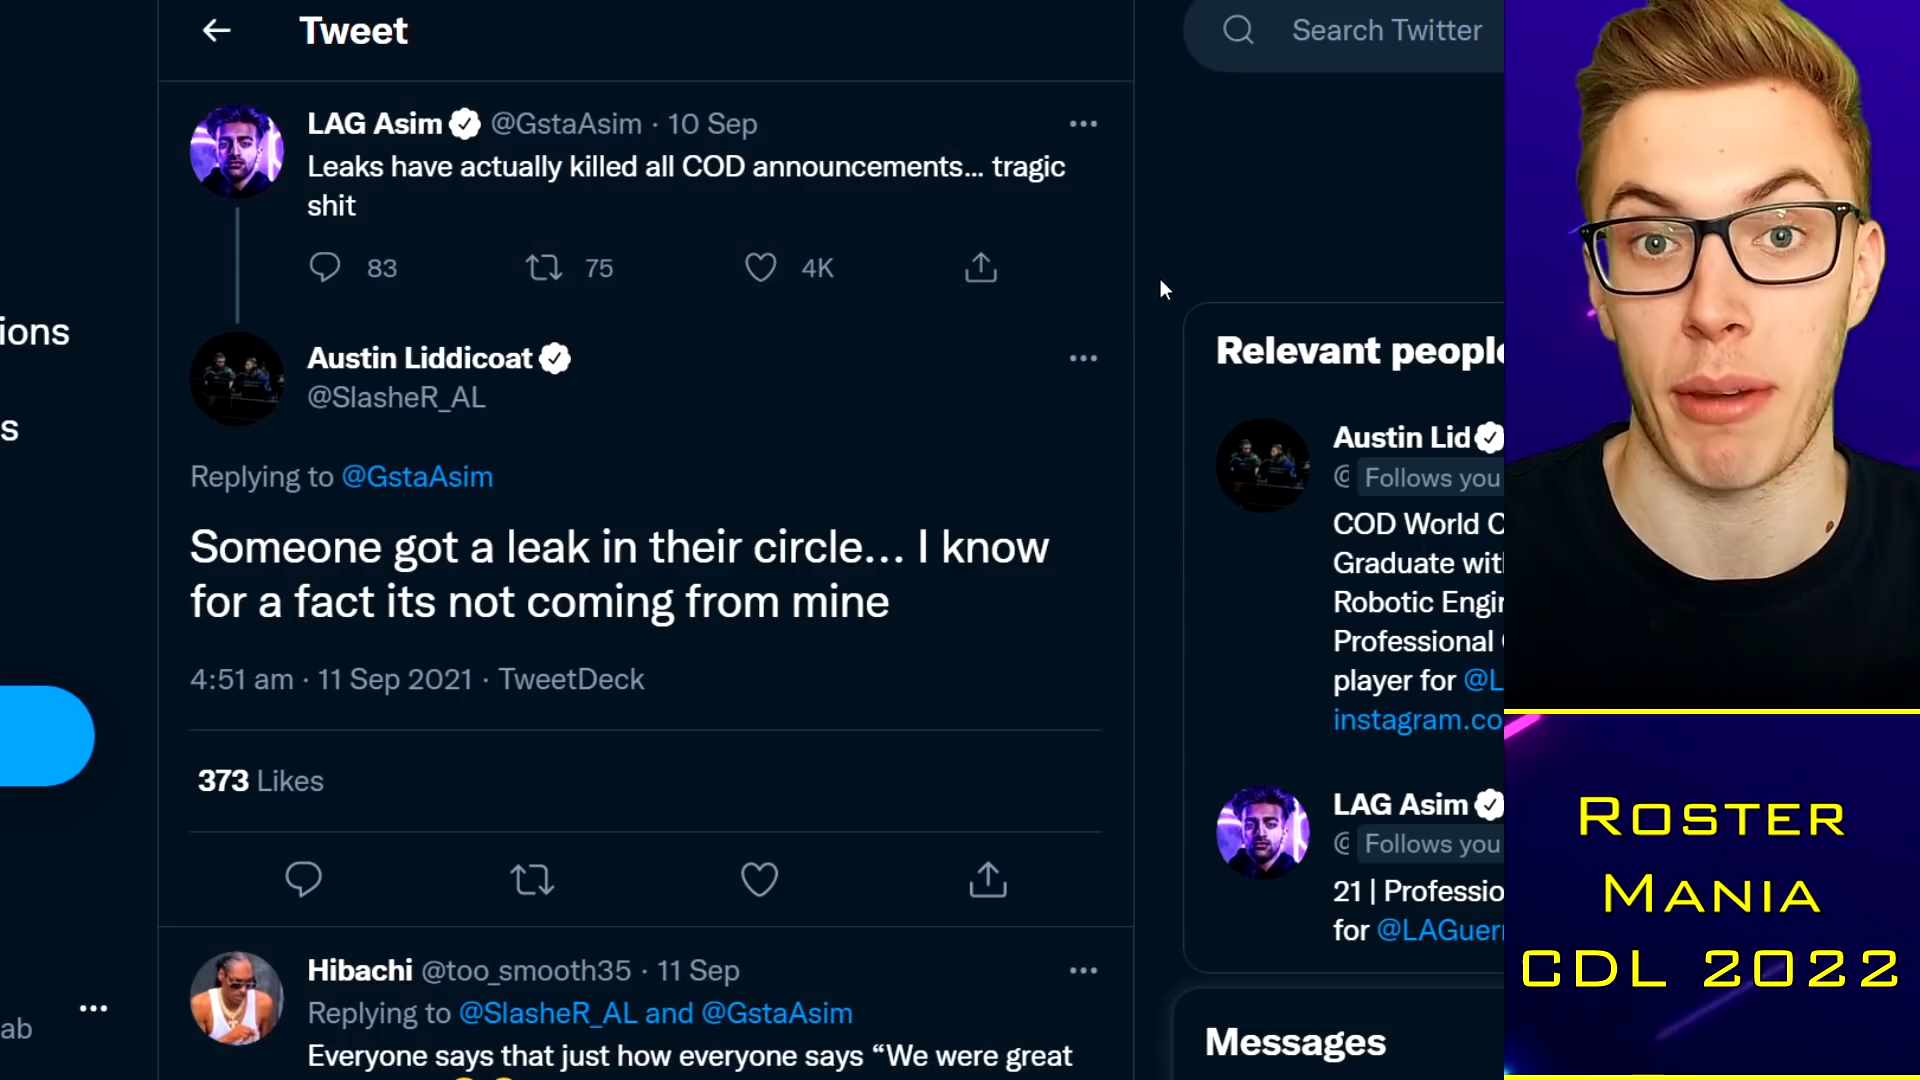 Tweet
Search Twitter
LAG Asim @GstaAsim · 10 Sep
Leaks have actually killed all COD announcements... tragic
shit
83 75 4K
ions
s
Austin Liddicoat
@SlasheR_AL
Replying to @GstaAsim
Someone got a leak in their circle... I know
for a fact its not coming from mine
4:51 am · 11 Sep 2021 · TweetDeck
373 Likes
Hibachi @too_smooth35 · 11 Sep
Replying to @SlasheR_AL and @GstaAsim
Everyone says that just how everyone says “We were great
ab
Relevant people
Austin Lid
@ Follows you
COD World C
Graduate with
Robotic Engin
Professional
player for @L
instagram.co
LAG Asim
@ Follows you
21 | Professio
for @LAGuerr
Messages
Roster
Mania
CDL 2022